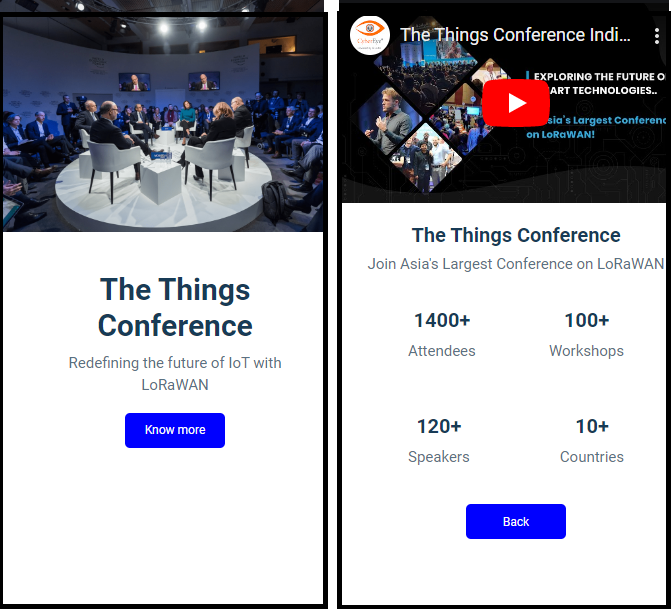 The Things
Conference
Redefining the future of IoT with
LoRaWAN
Know more
The Things Conference Indi...
EXPLORING THE FUTURE O
ART TECHNOLOGIES..
sia's Largest Conferenc
on LoRaWAN!
The Things Conference
Join Asia's Largest Conference on LoRaWAN
1400+ 100+
Attendees Workshops
120+ 10+
Speakers Countries
Back